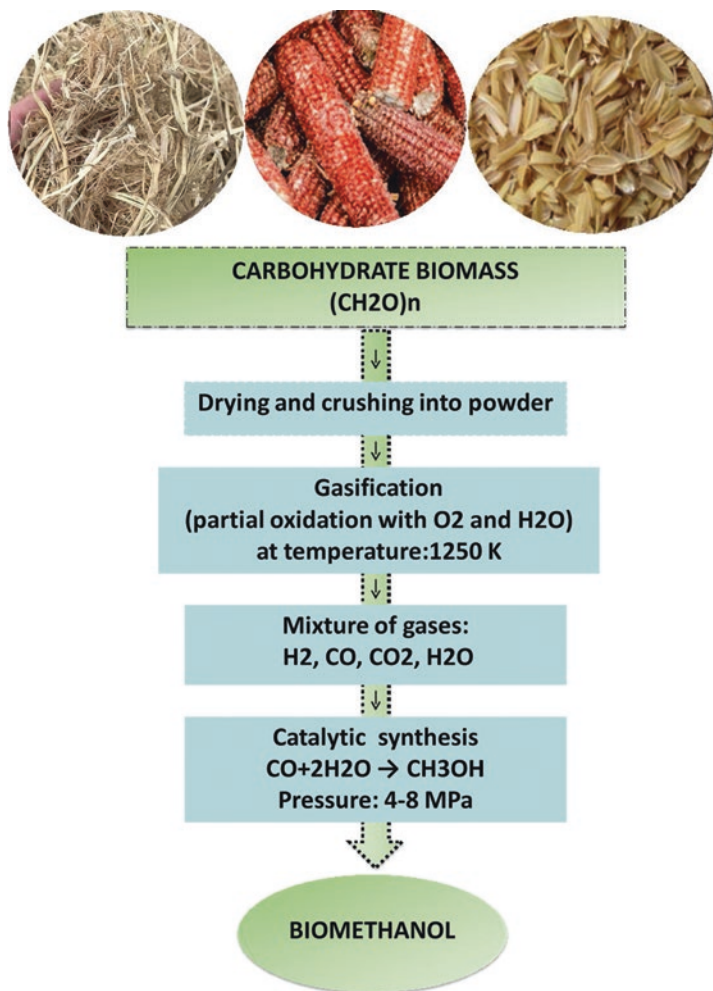 CARBOHYDRATE BIOMASS
(CH2O)n
↓
Drying and crushing into powder
↓
Gasification
(partial oxidation with O2 and H2O)
at temperature:1250 K
↓
Mixture of gases:
H2, CO, CO2, H2O
↓
Catalytic synthesis
CO+2H2O → CH3OH
Pressure: 4-8 MPa
BIOMETHANOL